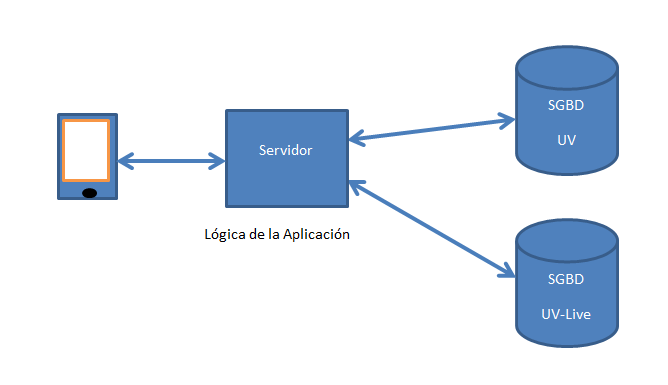 SGBD
UV
Servidor
Lógica de la Aplicación
SGBD
UV-Live